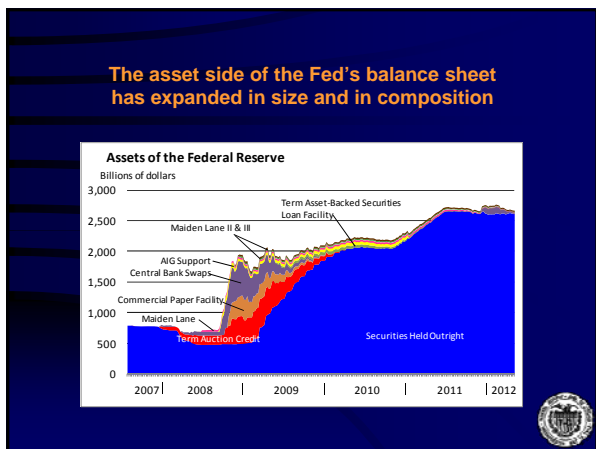 The asset side of the Fed's balance sheet
has expanded in size and in composition
Assets of the Federal Reserve
Billions of dollars
3,000
2,500
2,000
1,500
1,000
500
0
Term Asset-Backed Securities
Loan Facility
Maiden Lane II & III
AIG Support
Central Bank Swaps
Commercial Paper Facility
Maiden Lane
Term Auction Credit
Securities Held Outright
2007 2008 2009 2010 2011 2012